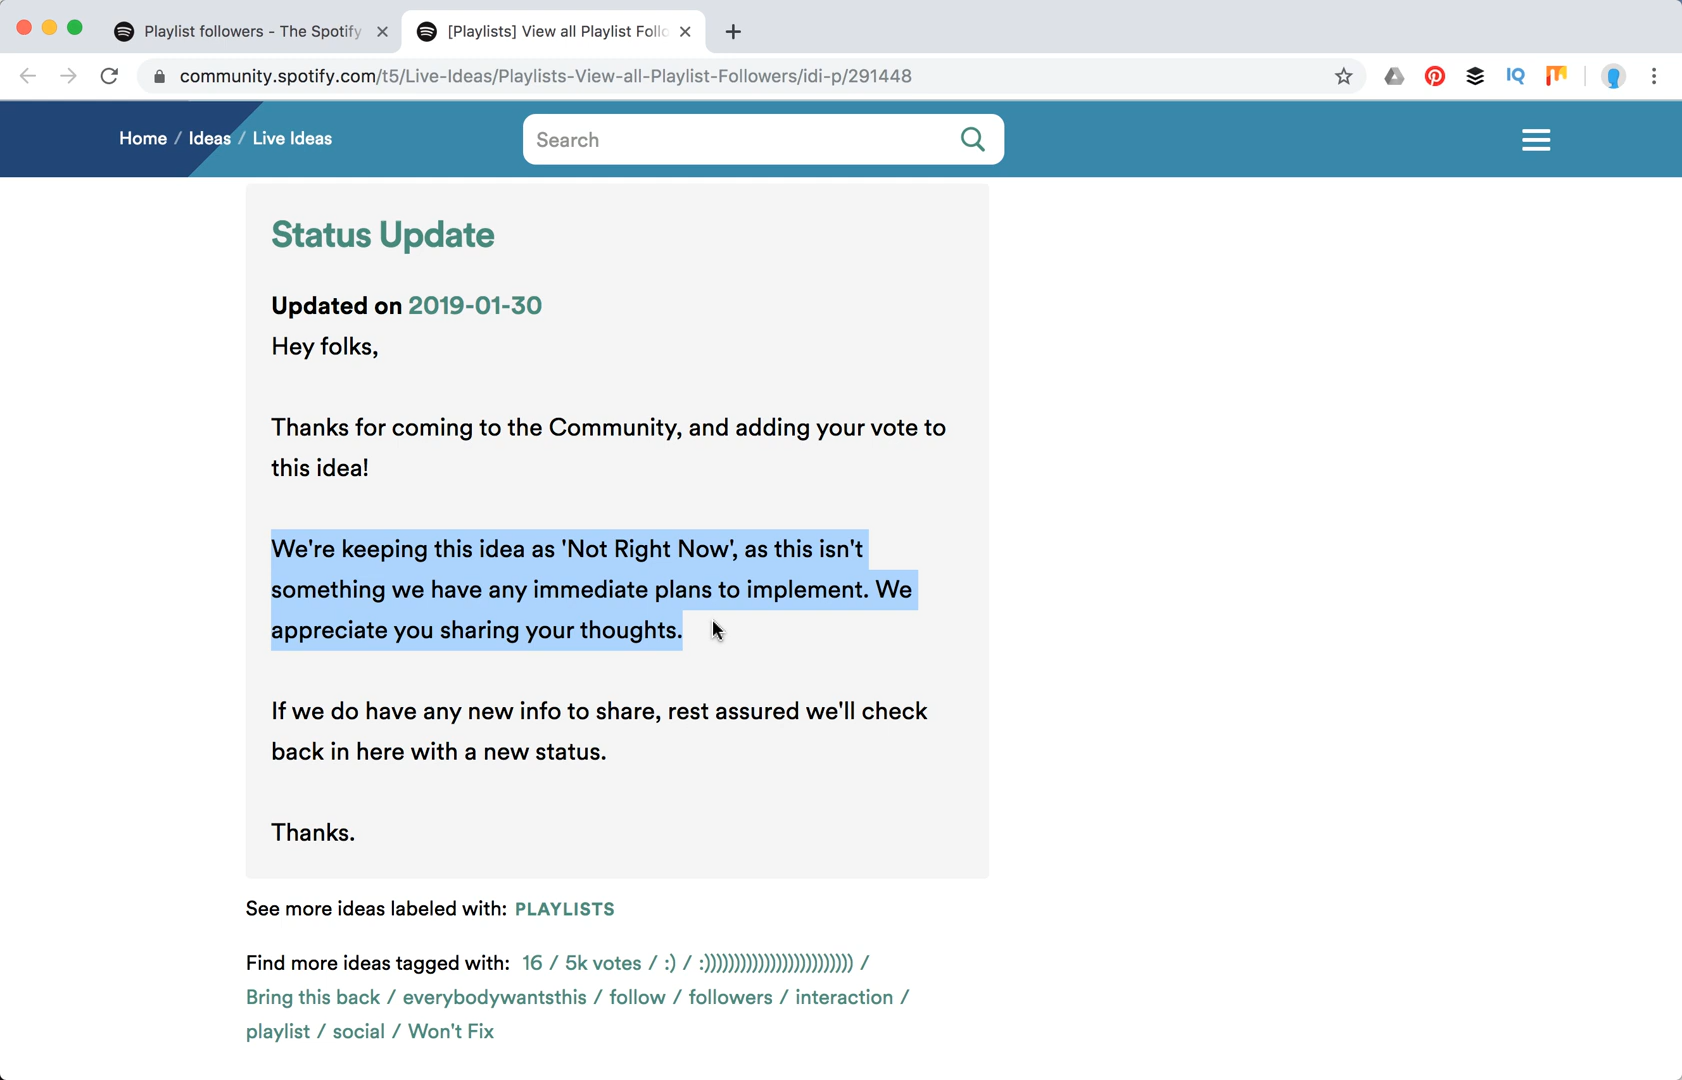 Playlist followers - The Spotify
[Playlists] View all Playlist Follo
community.spotify.com/t5/Live-Ideas/Playlists-View-all-Playlist-Followers/idi-p/291448
IQ
Home / Ideas / Live Ideas
Search
Status Update
Updated on 2019-01-30
Hey folks,
Thanks for coming to the Community, and adding your vote to
this idea!
We're keeping this idea as 'Not Right Now', as this isn't
something we have any immediate plans to implement. We
appreciate you sharing your thoughts.
If we do have any new info to share, rest assured we'll check
back in here with a new status.
Thanks.
See more ideas labeled with: PLAYLISTS
Find more ideas tagged with: 16 / 5k votes / :) / :))))))))))))))))))))))))) /
Bring this back / everybodywantsthis / follow / followers / interaction /
playlist / social / Won't Fix